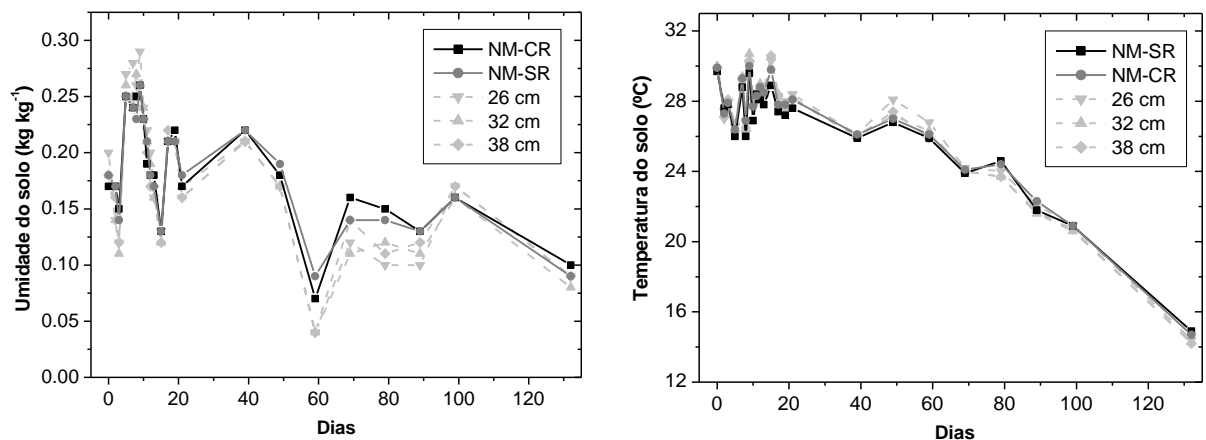 0.30
0.25
0.20
0.15
0.10
0.05
0.00
Umidade do solo (kg kg⁻¹)
0
20
40
60
80
100
120
Dias
NM-CR
NM-SR
26 cm
32 cm
38 cm
32
28
24
20
16
12
Temperatura do solo (ºC)
0
20
40
60
80
100
120
Dias
NM-SR
NM-CR
26 cm
32 cm
38 cm